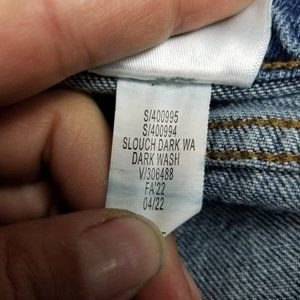 S/400995
S/400994
SLOUCH DARK WA
DARK WASH
V/306488
FA'22
04/22